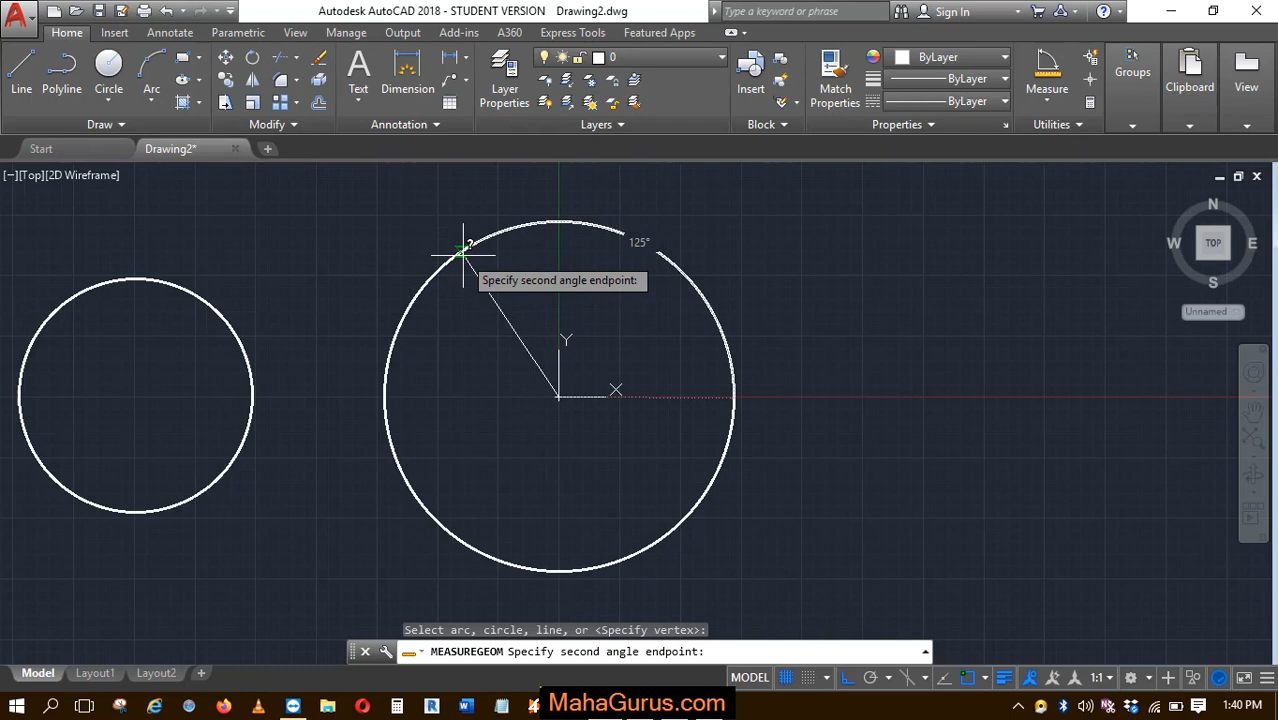 Autodesk AutoCAD 2018 - STUDENT VERSION Drawing2.dwg
Type a keyword or phrase
Sign In
Home Insert Annotate Parametric View Manage Output Add-ins A360 Express Tools Featured Apps
0
ByLayer
ByLayer
ByLayer
Line Polyline Circle Arc
Text Dimension
Layer Properties
Insert
Match Properties
Measure
Groups
Clipboard
View
Draw Modify Annotation Layers Block Properties Utilities
Start Drawing2*
[−][Top][2D Wireframe]
N
W TOP E
S
Unnamed
125°
?
Specify second angle endpoint:
Y
X
Select arc, circle, line, or <Specify vertex>:
MEASUREGEOM Specify second angle endpoint:
Model Layout1 Layout2
MODEL
1:1
MahaGurus.com
1:40 PM